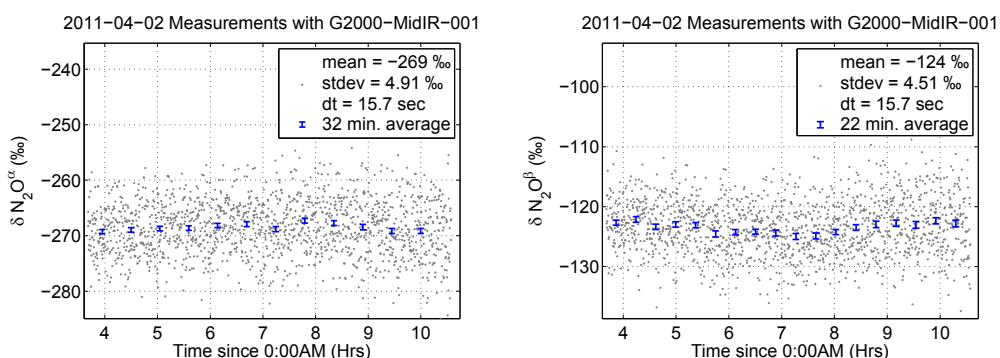 2011−04−02 Measurements with G2000−MidIR−001
mean = −269 ‰
stdev = 4.91 ‰
dt = 15.7 sec
32 min. average
−240
−250
−260
−270
−280
δ N₂Oᵅ (‰)
4 5 6 7 8 9 10
Time since 0:00AM (Hrs)
2011−04−02 Measurements with G2000−MidIR−001
mean = −124 ‰
stdev = 4.51 ‰
dt = 15.7 sec
22 min. average
−100
−110
−120
−130
δ N₂Oᵝ (‰)
4 5 6 7 8 9 10
Time since 0:00AM (Hrs)